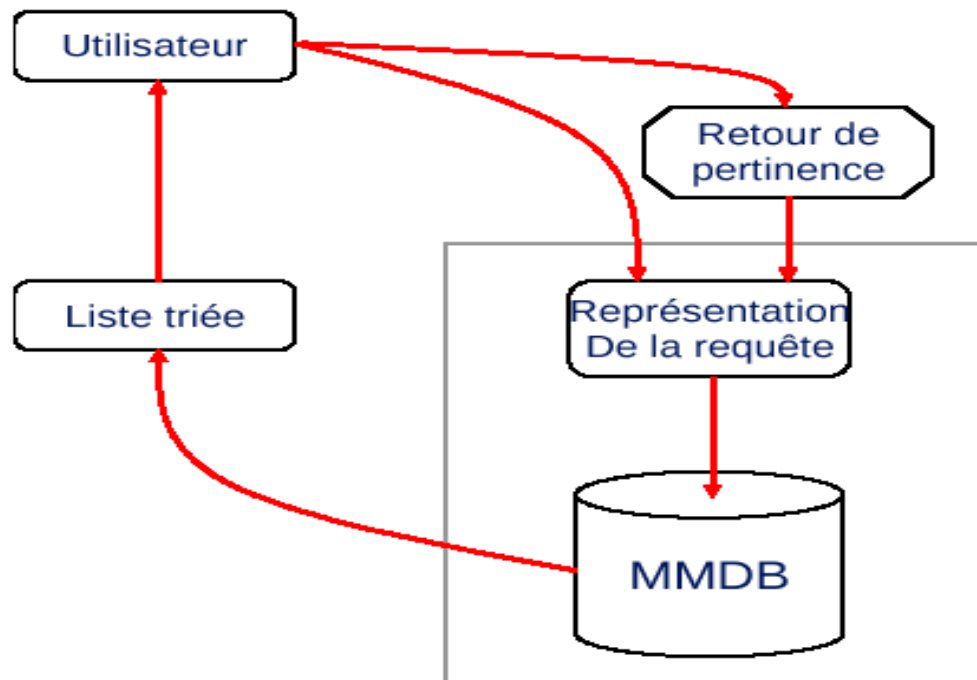 Utilisateur
Retour de
pertinence
Liste triée
Représentation
De la requête
MMDB